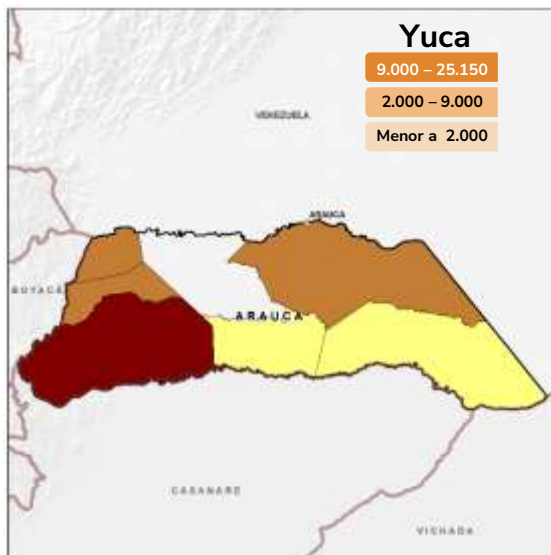 Yuca
9.000 – 25.150
2.000 – 9.000
Menor a 2.000
VENEZUELA
ARAUCA
BOYACÁ
ARAUCA
CASANARE
VICHADA